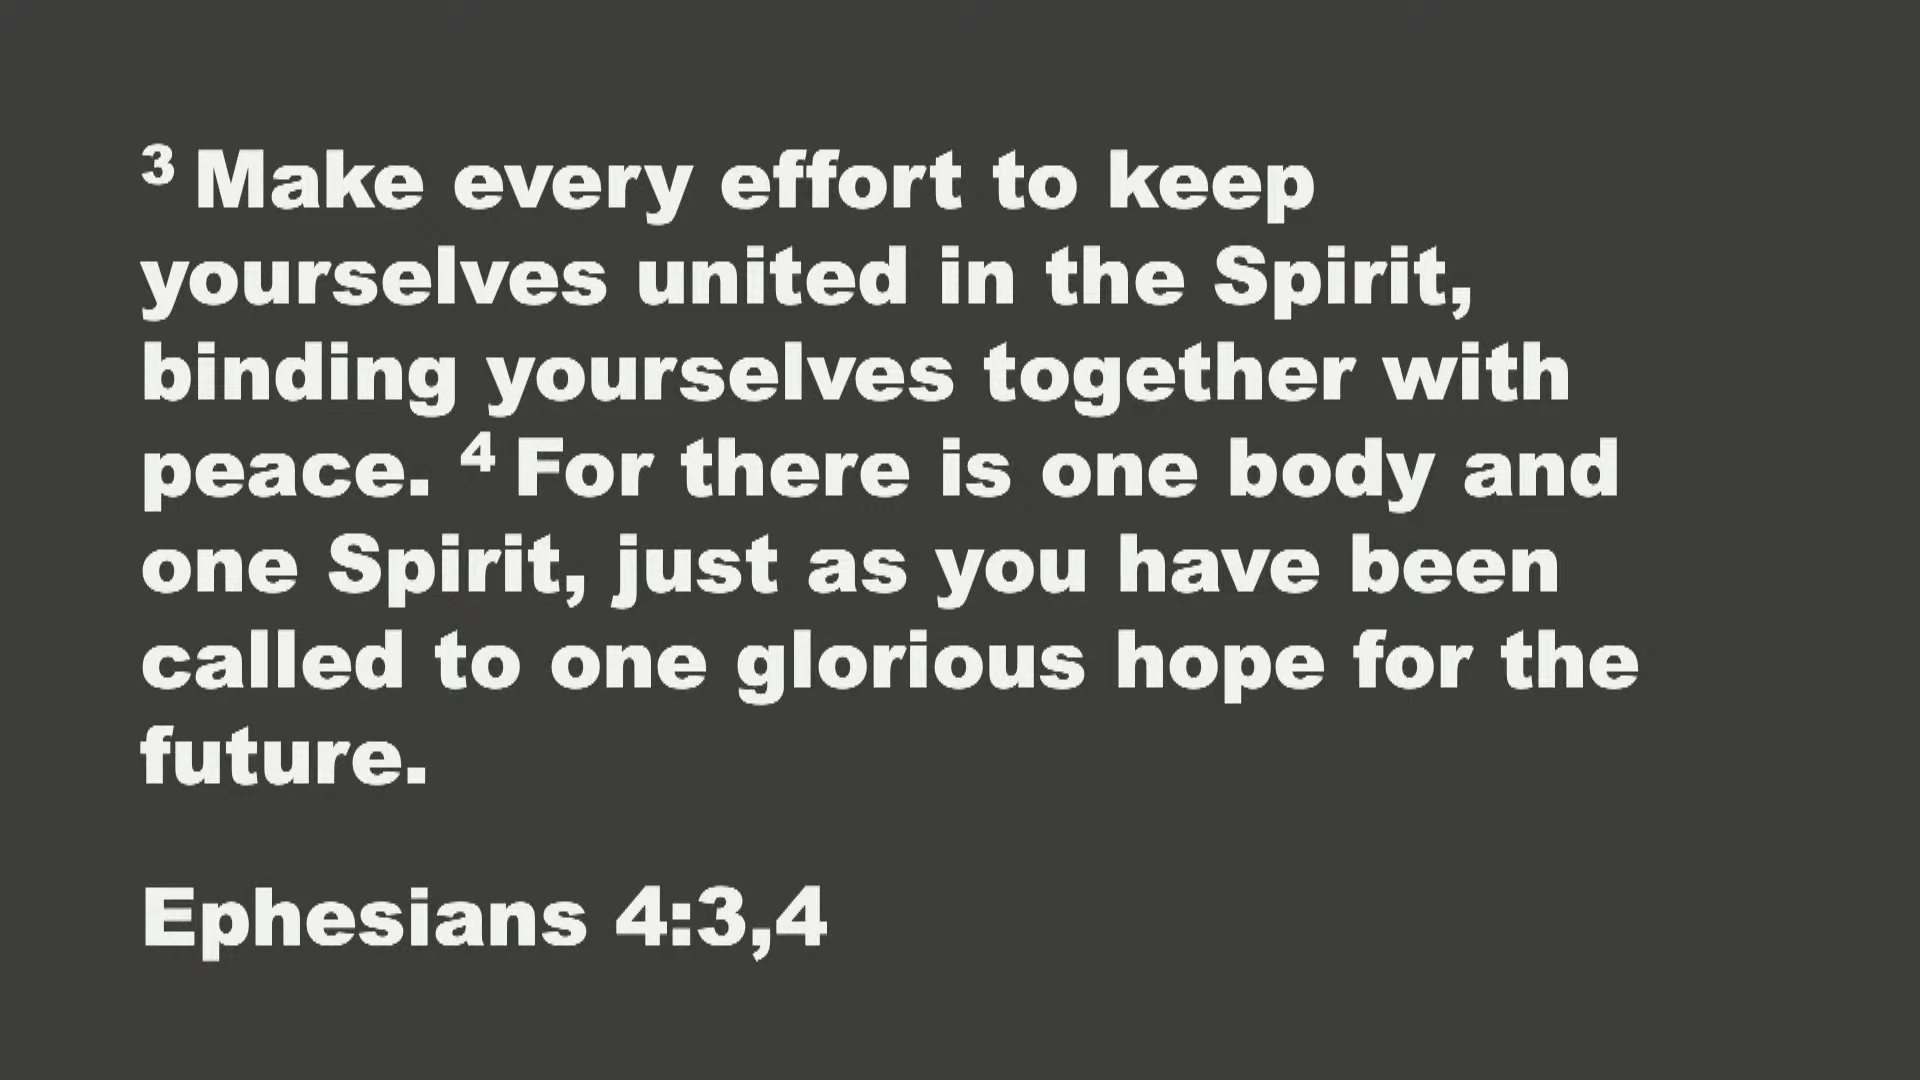 ³ Make every effort to keep
yourselves united in the Spirit,
binding yourselves together with
peace. ⁴ For there is one body and
one Spirit, just as you have been
called to one glorious hope for the
future.
Ephesians 4:3,4